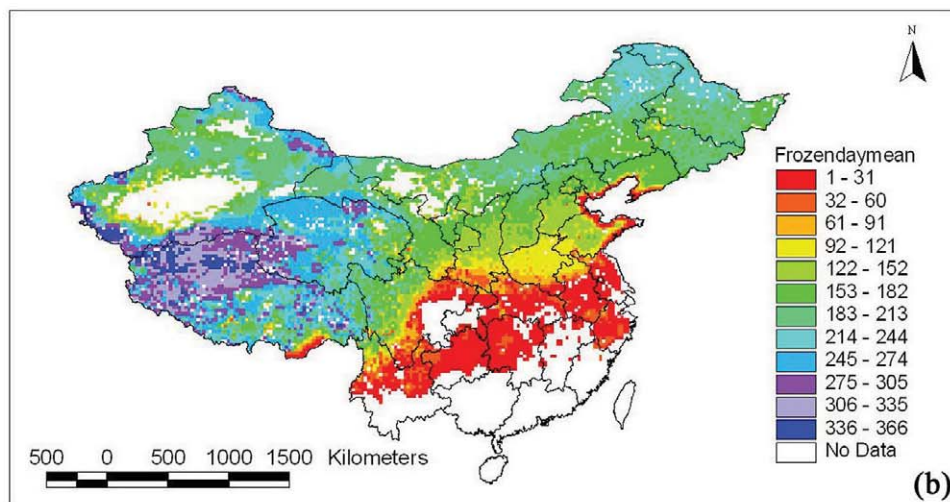 N
Frozendaymean
1 - 31
32 - 60
61 - 91
92 - 121
122 - 152
153 - 182
183 - 213
214 - 244
245 - 274
275 - 305
306 - 335
336 - 366
No Data
500 0 500 1000 1500 Kilometers
(b)